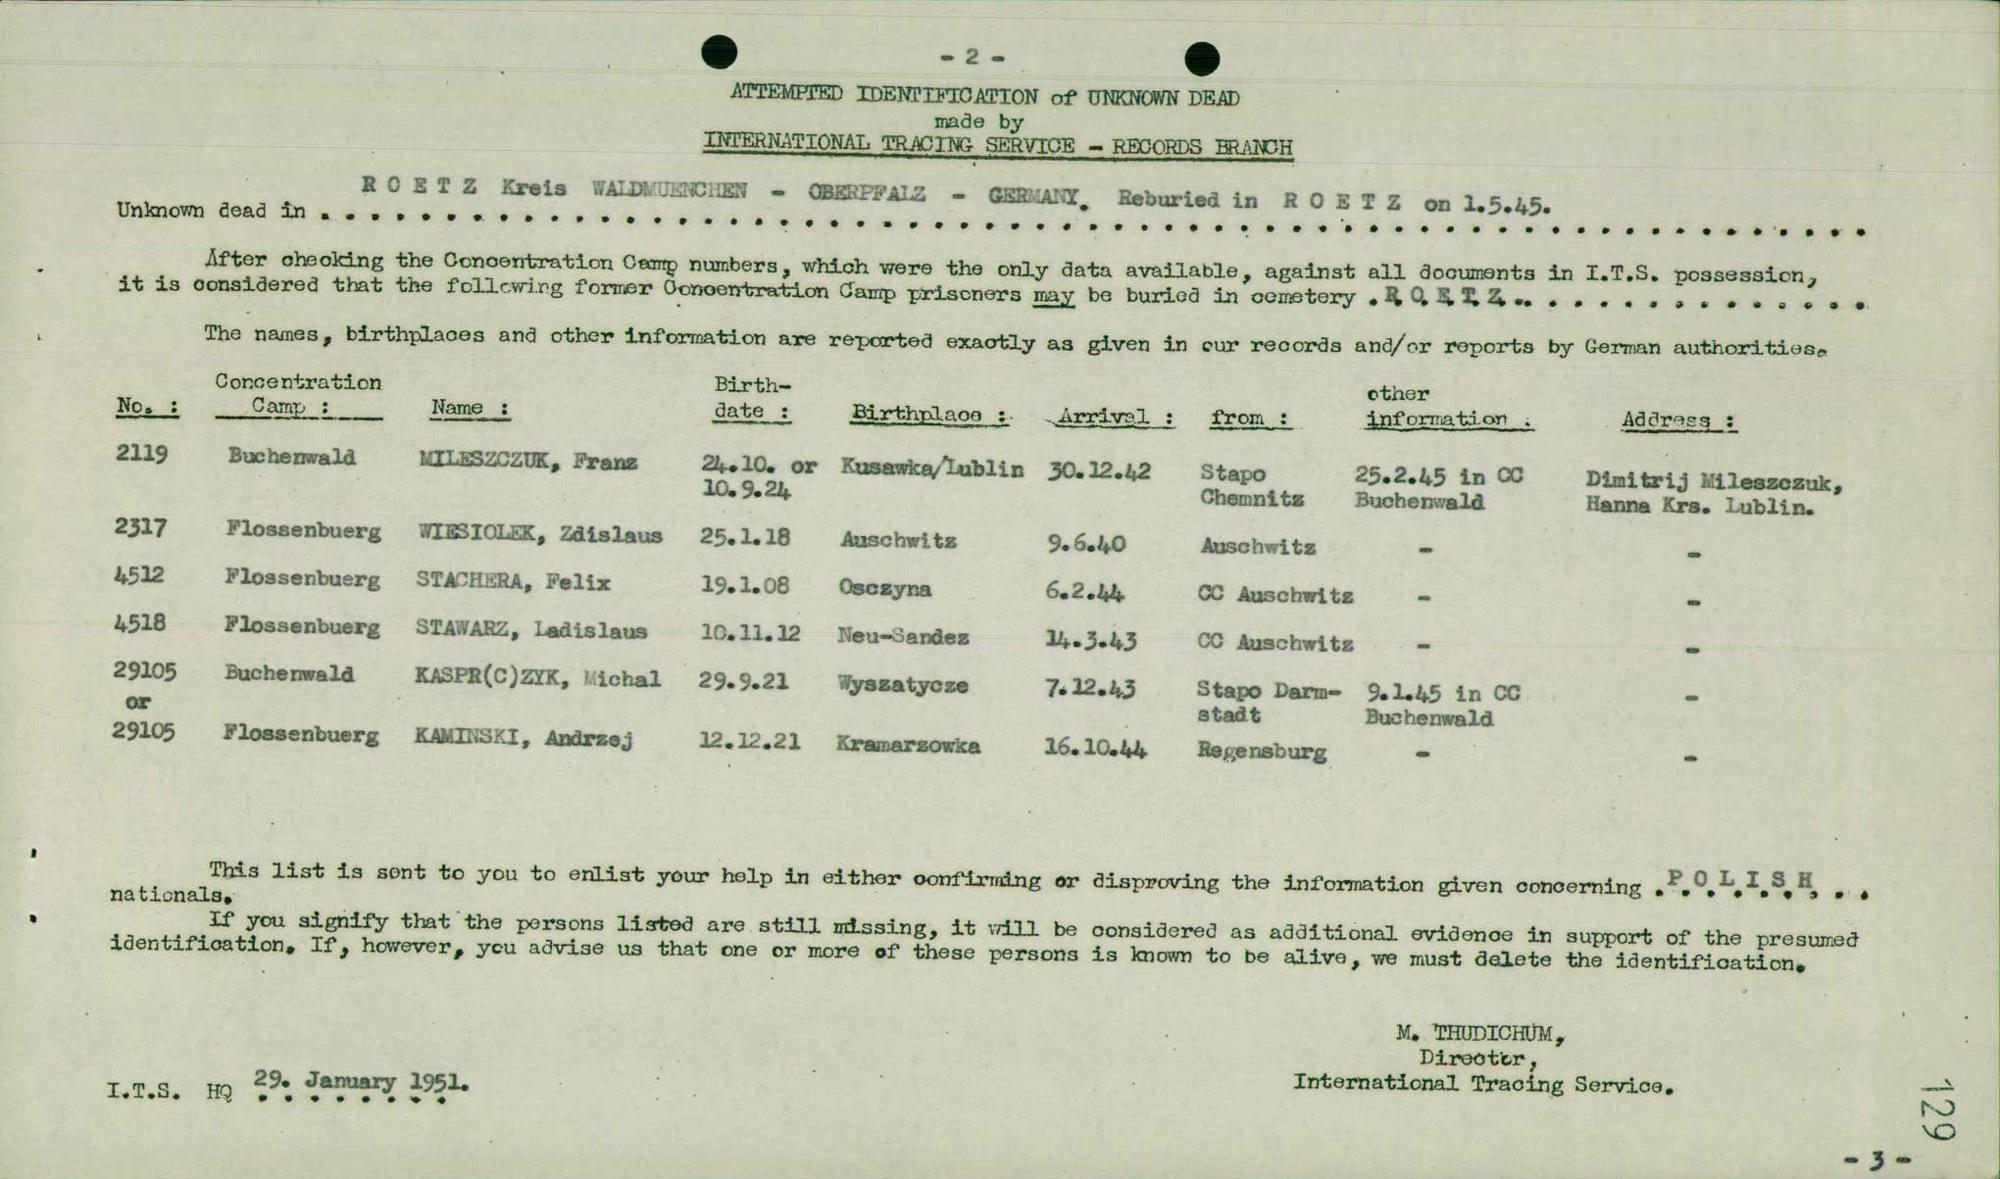 - 2 -
ATTEMPTED IDENTIFICATION of UNKNOWN DEAD
made by
INTERNATIONAL TRACING SERVICE - RECORDS BRANCH
R O E T Z Kreis WALDMUENCHEN - OBERPFALZ - GERMANY. Reburied in R O E T Z on 1.5.45.
Unknown dead in . . . . . . . . . . . . . . . . . . . . . . . . . . . . . . . . . . . . . . . . . . . . . . . . . . . . . . . . . . . .
After checking the Concentration Camp numbers, which were the only data available, against all documents in I.T.S. possession,
it is considered that the following former Concentration Camp prisoners may be buried in cemetery . R O E T Z . . . . . . . . . . . . . . .
The names, birthplaces and other information are reported exactly as given in our records and/or reports by German authorities.
No. : Concentration Camp : Name : Birth-date : Birthplace : Arrival : from : other information : Address :
2119 Buchenwald MILESZCZUK, Franz 24.10. or Kusawka/Lublin 30.12.42 Stapo 25.2.45 in CC Dimitrij Mileszczuk,
10.9.24 Chemnitz Buchenwald Hanna Krs. Lublin.
2317 Flossenbuerg WIESIOLEK, Zdislaus 25.1.18 Auschwitz 9.6.40 Auschwitz - -
4512 Flossenbuerg STACHERA, Felix 19.1.08 Osczyna 6.2.44 CC Auschwitz - -
4518 Flossenbuerg STAWARZ, Ladislaus 10.11.12 Neu-Sandez 14.3.43 CC Auschwitz - -
29105 Buchenwald KASPR(C)ZYK, Michal 29.9.21 Wyszatycze 7.12.43 Stapo Darm- 9.1.45 in CC -
or stadt Buchenwald
29105 Flossenbuerg KAMINSKI, Andrzej 12.12.21 Kramarzowka 16.10.44 Regensburg - -
This list is sent to you to enlist your help in either confirming or disproving the information given concerning . P O L I S H . .
nationals.
If you signify that the persons listed are still missing, it will be considered as additional evidence in support of the presumed
identification. If, however, you advise us that one or more of these persons is known to be alive, we must delete the identification.
M. THUDICHUM,
Director,
International Tracing Service.
I.T.S. HQ 29. January 1951.
129
- 3 -